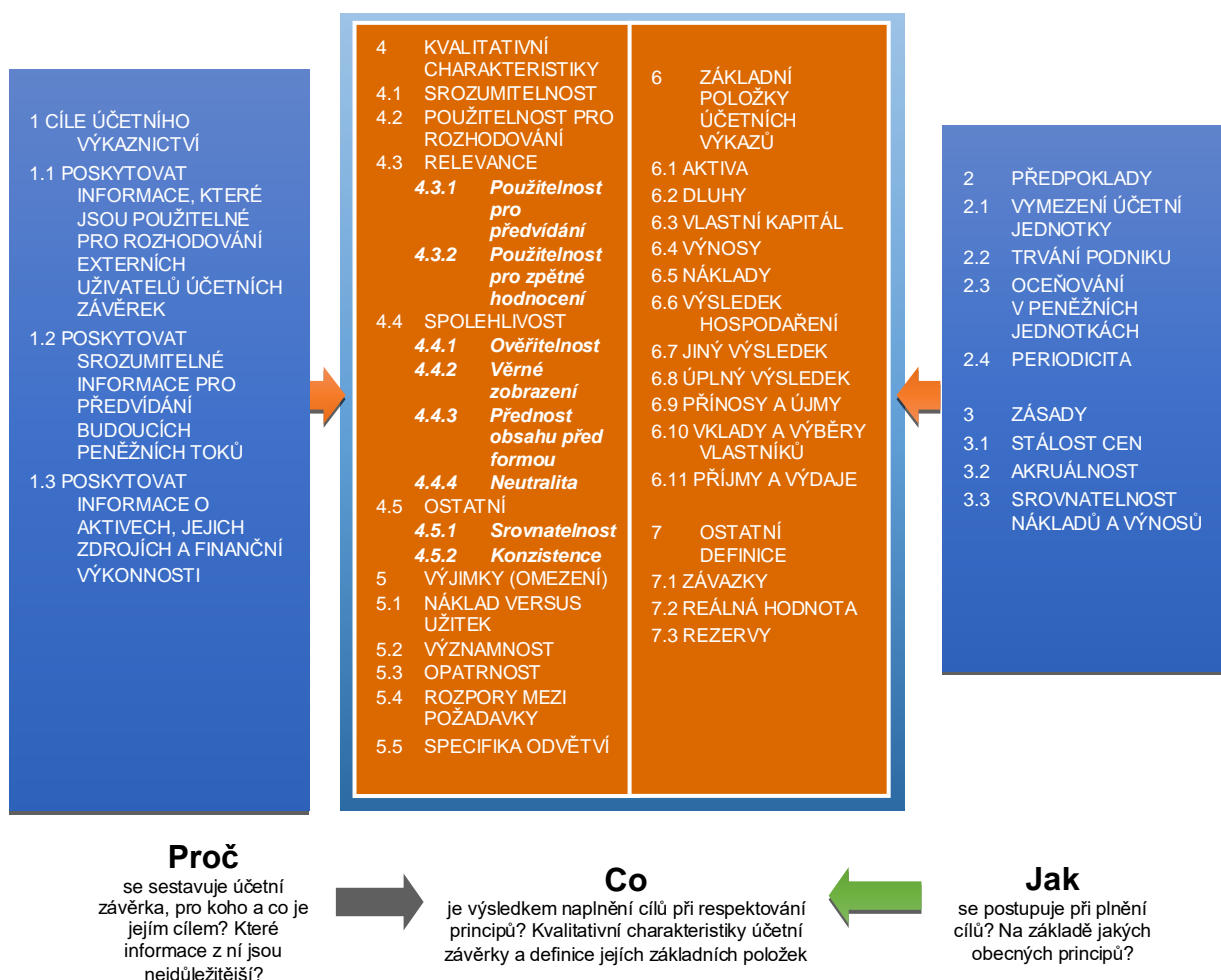 1 CÍLE ÚČETNÍHO
VÝKAZNICTVÍ
1.1 POSKYTOVAT
INFORMACE, KTERÉ
JSOU POUŽITELNÉ
PRO ROZHODOVÁNÍ
EXTERNÍCH
UŽIVATELŮ ÚČETNÍCH
ZÁVĚREK
1.2 POSKYTOVAT
SROZUMITELNÉ
INFORMACE PRO
PŘEDVÍDÁNÍ
BUDOUCÍCH
PENĚŽNÍCH TOKŮ
1.3 POSKYTOVAT
INFORMACE O
AKTIVECH, JEJICH
ZDROJÍCH A FINANČNÍ
VÝKONNOSTI
4 KVALITATIVNÍ
CHARAKTERISTIKY
4.1 SROZUMITELNOST
4.2 POUŽITELNOST PRO
ROZHODOVÁNÍ
4.3 RELEVANCE
4.3.1 Použitelnost
pro
předvídání
4.3.2 Použitelnost
pro zpětné
hodnocení
4.4 SPOLEHLIVOST
4.4.1 Ověřitelnost
4.4.2 Věrné
zobrazení
4.4.3 Přednost
obsahu před
formou
4.4.4 Neutralita
4.5 OSTATNÍ
4.5.1 Srovnatelnost
4.5.2 Konzistence
5 VÝJIMKY (OMEZENÍ)
5.1 NÁKLAD VERSUS
UŽITEK
5.2 VÝZNAMNOST
5.3 OPATRNOST
5.4 ROZPORY MEZI
POŽADAVKY
5.5 SPECIFIKA ODVĚTVÍ
6 ZÁKLADNÍ
POLOŽKY
ÚČETNÍCH
VÝKAZŮ
6.1 AKTIVA
6.2 DLUHY
6.3 VLASTNÍ KAPITÁL
6.4 VÝNOSY
6.5 NÁKLADY
6.6 VÝSLEDEK
HOSPODAŘENÍ
6.7 JINÝ VÝSLEDEK
6.8 ÚPLNÝ VÝSLEDEK
6.9 PŘÍNOSY A ÚJMY
6.10 VKLADY A VÝBĚRY
VLASTNÍKŮ
6.11 PŘÍJMY A VÝDAJE
7 OSTATNÍ
DEFINICE
7.1 ZÁVAZKY
7.2 REÁLNÁ HODNOTA
7.3 REZERVY
2 PŘEDPOKLADY
2.1 VYMEZENÍ ÚČETNÍ
JEDNOTKY
2.2 TRVÁNÍ PODNIKU
2.3 OCEŇOVÁNÍ
V PENĚŽNÍCH
JEDNOTKÁCH
2.4 PERIODICITA
3 ZÁSADY
3.1 STÁLOST CEN
3.2 AKRUÁLNOST
3.3 SROVNATELNOST
NÁKLADŮ A VÝNOSŮ
Proč
se sestavuje účetní
závěrka, pro koho a co je
jejím cílem? Které
informace z ní jsou
nejdůležitější?
Co
je výsledkem naplnění cílů při respektování
principů? Kvalitativní charakteristiky účetní
závěrky a definice jejích základních položek
Jak
se postupuje při plnění
cílů? Na základě jakých
obecných principů?